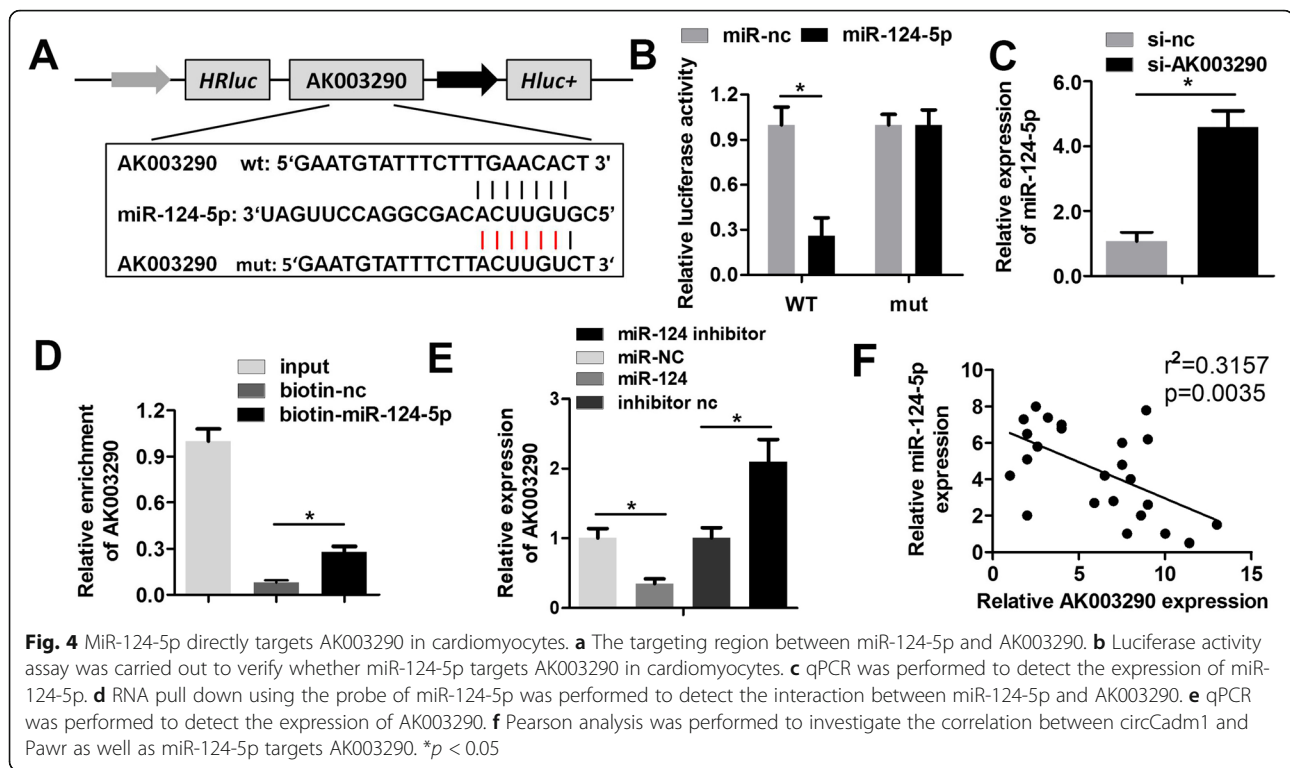 A
HRluc
AK003290
Hluc+
AK003290 wt: 5‘GAATGTATTTCTTTGAACACT 3'
miR-124-5p: 3‘UAGUUCCAGGCGACACUUGUGC5’
AK003290 mut: 5‘GAATGTATTTCTTACUUGUCT 3‘
B
miR-nc miR-124-5p
Relative luciferase activity
1.2
0.9
0.6
0.3
0.0
*
WT mut
C
si-nc
si-AK003290
Relative expression
of miR-124-5p
6.0
4.0
2.0
0.0
*
D
input
biotin-nc
biotin-miR-124-5p
Relative enrichment
of AK003290
1.2
0.9
0.6
0.3
0.0
*
E
miR-124 inhibitor
miR-NC
miR-124
inhibitor nc
Relative expression
of AK003290
3
2
1
0
*
*
F
r²=0.3157
p=0.0035
Relative miR-124-5p
expression
10
8
6
4
2
0
0 5 10 15
Relative AK003290 expression
Fig. 4 MiR-124-5p directly targets AK003290 in cardiomyocytes. a The targeting region between miR-124-5p and AK003290. b Luciferase activity
assay was carried out to verify whether miR-124-5p targets AK003290 in cardiomyocytes. c qPCR was performed to detect the expression of miR-
124-5p. d RNA pull down using the probe of miR-124-5p was performed to detect the interaction between miR-124-5p and AK003290. e qPCR
was performed to detect the expression of AK003290. f Pearson analysis was performed to investigate the correlation between circCadm1 and
Pawr as well as miR-124-5p targets AK003290. *p < 0.05